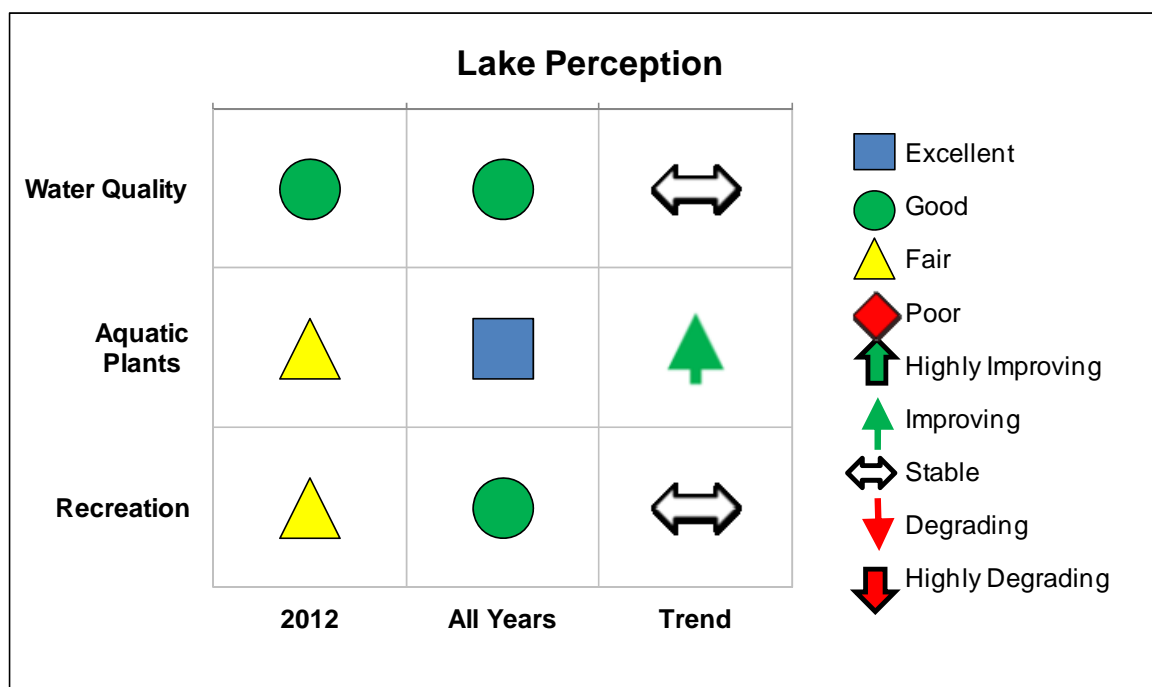 Lake Perception
Water Quality
Aquatic
Plants
Recreation
2012
All Years
Trend
Excellent
Good
Fair
Poor
Highly Improving
Improving
Stable
Degrading
Highly Degrading